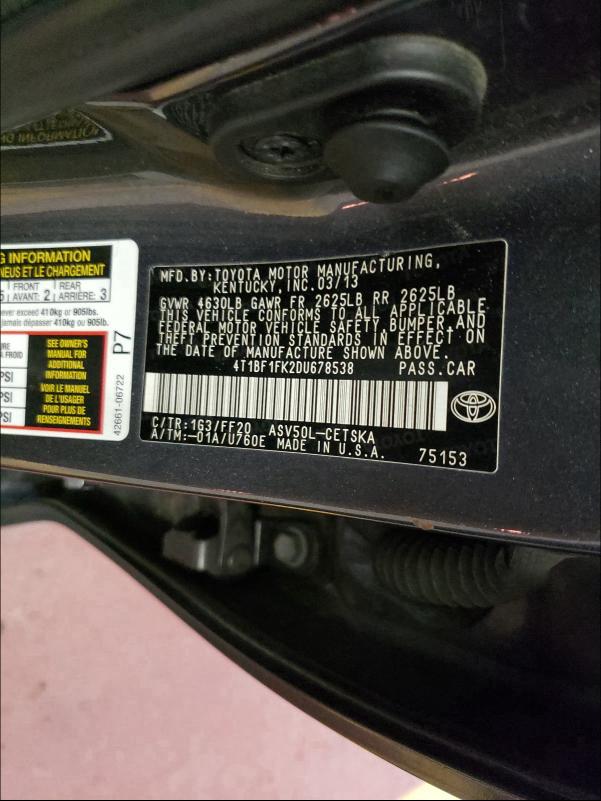 G INFORMATION
NEUS ET LE CHARGEMENT
FRONT REAR
AVANT: 2 ARRIÈRE: 3
ever exceed 410kg or 905lbs.
jamais dépasser 410kg ou 905lb.
SEE OWNER'S
MANUAL FOR
ADDITIONAL
INFORMATION
VOIR LE MANUEL
DE L'USAGER
POUR PLUS DE
RENSEIGNEMENTS
A FROID
PSI
PSI
PSI
P7
42661-06722
MFD.BY:TOYOTA MOTOR MANUFACTURING,
KENTUCKY,INC.03/13
GVWR 4630LB GAWR FR 2625LB RR 2625LB
THIS VEHICLE CONFORMS TO ALL APPLICABLE
FEDERAL MOTOR VEHICLE SAFETY,BUMPER,AND
THEFT PREVENTION STANDARDS IN EFFECT ON
THE DATE OF MANUFACTURE SHOWN ABOVE.
4T1BF1FK2DU678538 PASS.CAR
C/TR:1G3/FF20 ASV50L-CETSKA
A/TM:-01A/U760E MADE IN U.S.A. 75153